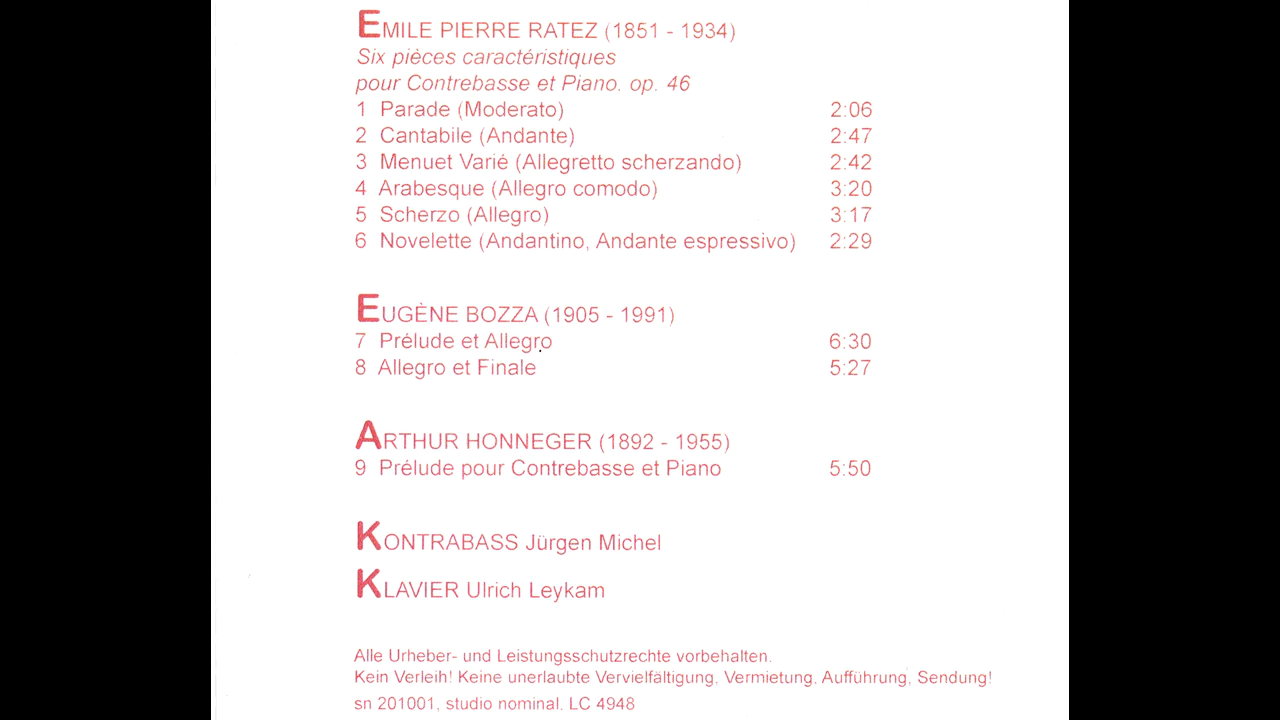 EMILE PIERRE RATEZ (1851 - 1934)
Six pièces caractéristiques
pour Contrebasse et Piano. op. 46
1 Parade (Moderato) 2:06
2 Cantabile (Andante) 2:47
3 Menuet Varié (Allegretto scherzando) 2:42
4 Arabesque (Allegro comodo) 3:20
5 Scherzo (Allegro) 3:17
6 Novelette (Andantino, Andante espressivo) 2:29
EUGÈNE BOZZA (1905 - 1991)
7 Prélude et Allegro 6:30
8 Allegro et Finale 5:27
ARTHUR HONNEGER (1892 - 1955)
9 Prélude pour Contrebasse et Piano 5:50
KONTRABASS Jürgen Michel
KLAVIER Ulrich Leykam
Alle Urheber- und Leistungsschutzrechte vorbehalten.
Kein Verleih! Keine unerlaubte Vervielfältigung, Vermietung, Aufführung, Sendung!
sn 201001, studio nominal, LC 4948